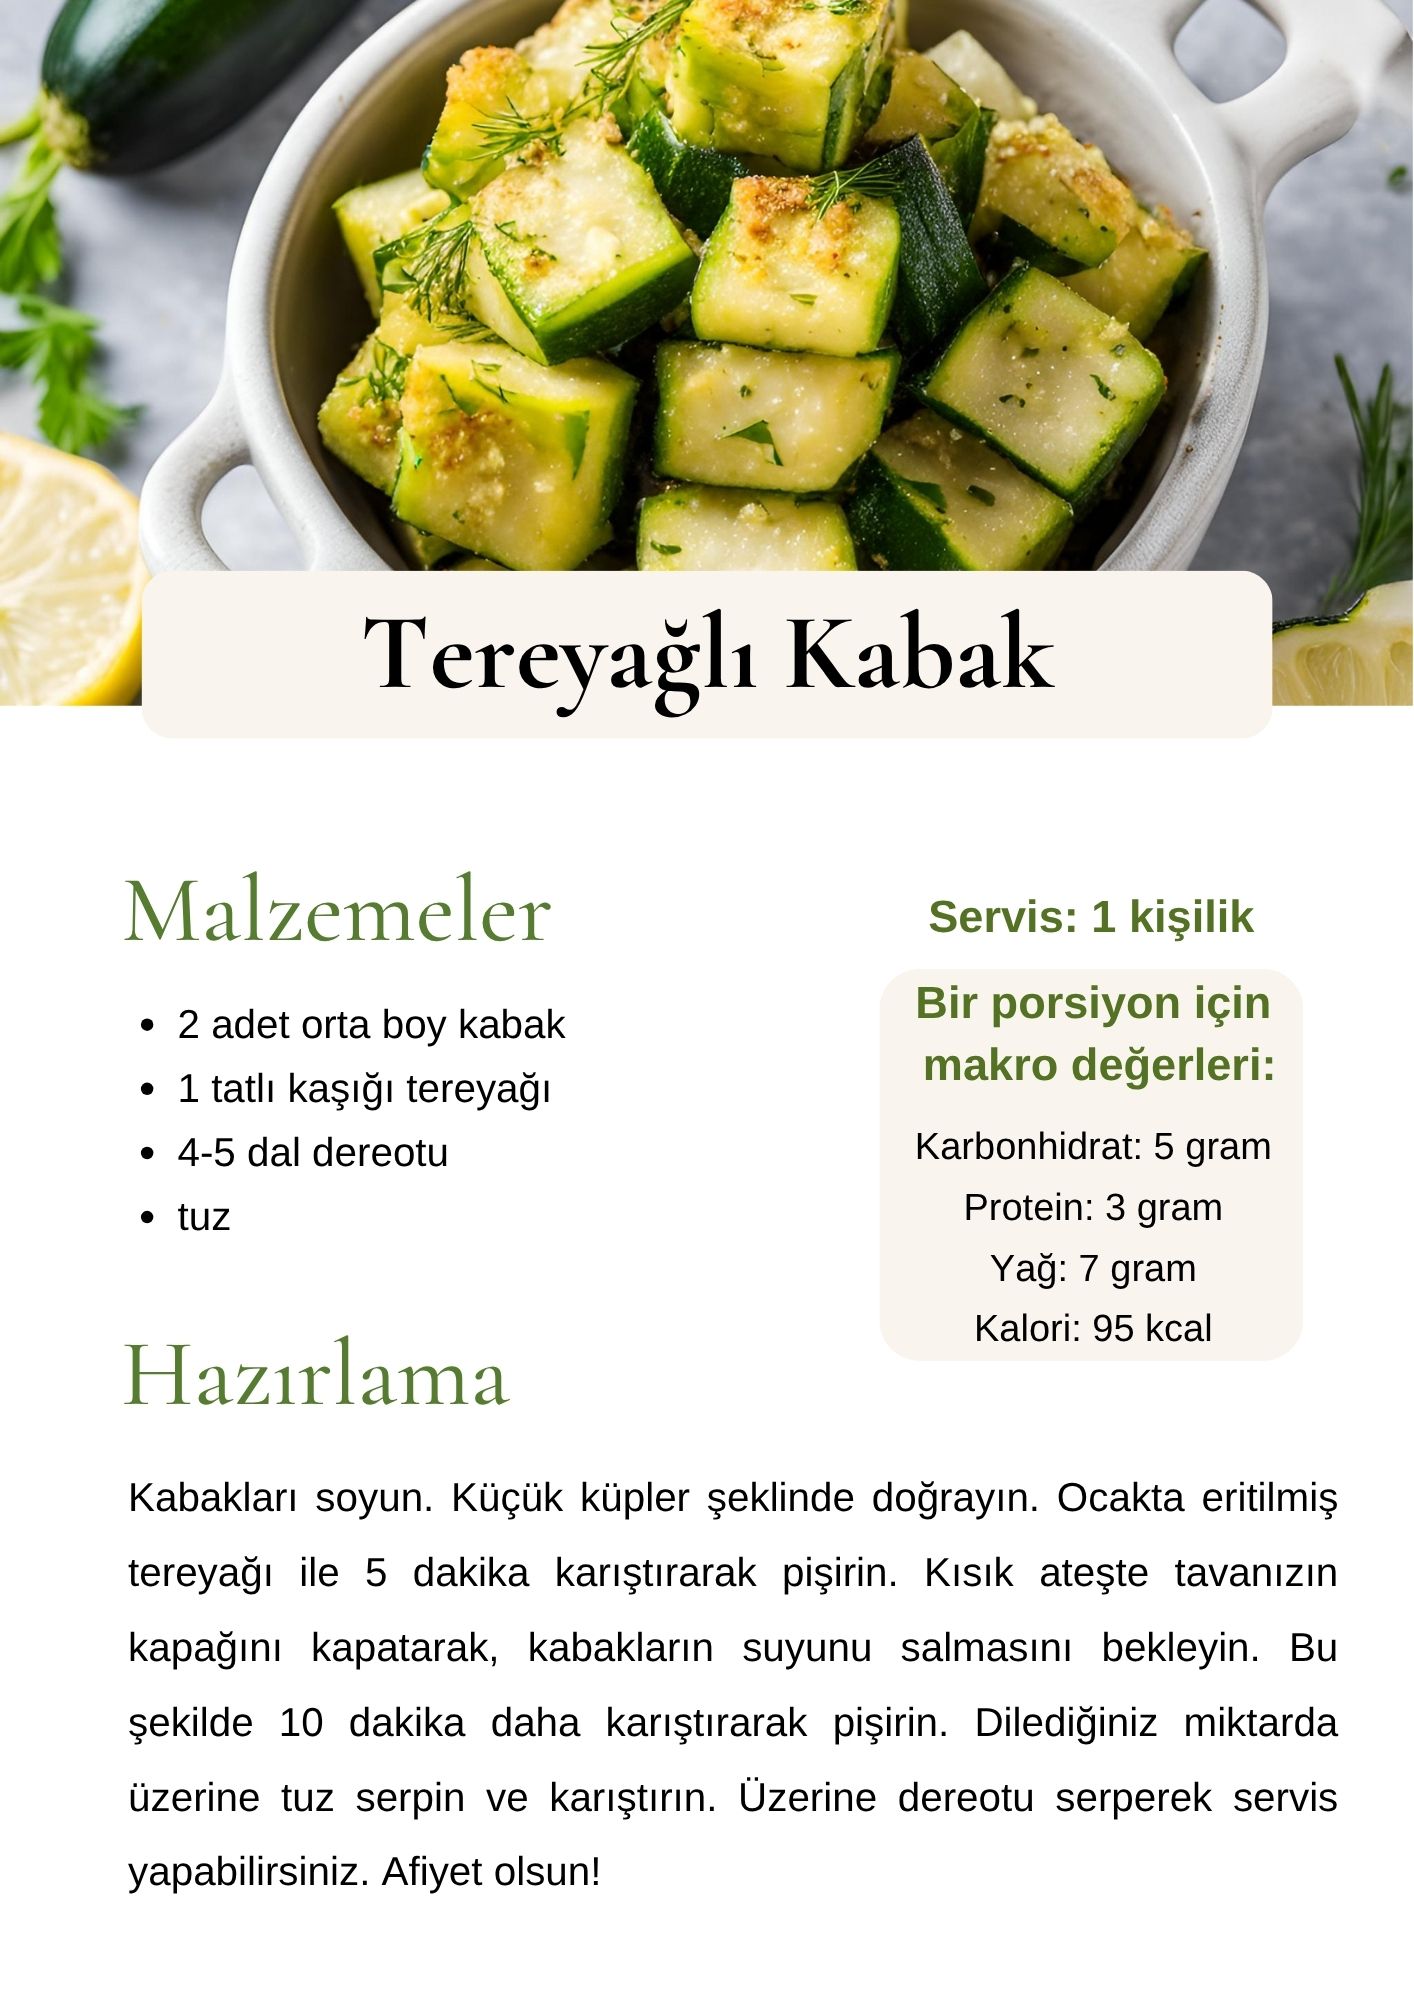 Tereyağlı Kabak
Malzemeler
• 2 adet orta boy kabak
• 1 tatlı kaşığı tereyağı
• 4-5 dal dereotu
• tuz
Servis: 1 kişilik
Bir porsiyon için
makro değerleri:
Karbonhidrat: 5 gram
Protein: 3 gram
Yağ: 7 gram
Kalori: 95 kcal
Hazırlama
Kabakları soyun. Küçük küpler şeklinde doğrayın. Ocakta eritilmiş
tereyağı ile 5 dakika karıştırarak pişirin. Kısık ateşte tavanızın
kapağını kapatarak, kabakların suyunu salmasını bekleyin. Bu
şekilde 10 dakika daha karıştırarak pişirin. Dilediğiniz miktarda
üzerine tuz serpin ve karıştırın. Üzerine dereotu serperek servis
yapabilirsiniz. Afiyet olsun!